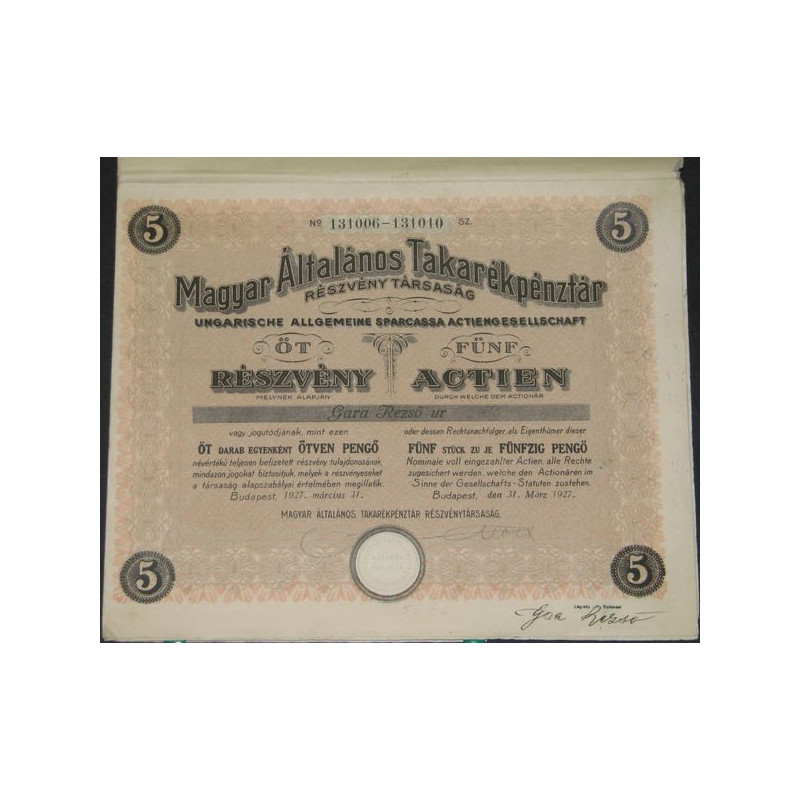 5
5
Nº 131006-131010 SZ.
Magyar Általános Takarékpénztár
RÉSZVÉNYTÁRSASÁG
UNGARISCHE ALLGEMEINE SPARCASSA ACTIENGESELLSCHAFT
ÖT
RÉSZVÉNY
MELYNEK ALAPJÁN
FÜNF
ACTIEN
DURCH WELCHE DEM ACTIONÄR
Gara Rezső ur
vagy jogutódjának, mint ezen
ÖT DARAB EGYENKÉNT ÖTVEN PENGŐ
névértékű teljesen befizetett részvény tulajdonosának,
mindazon jogokat biztosítjuk, melyek a részvényeseket
a társaság alapszabályai értelmében megilletik.
Budapest, 1927. március 31.
oder dessen Rechtsnachfolger, als Eigenthümer dieser
FÜNF STÜCK ZU JE FÜNFZIG PENGÖ
Nominale voll eingezahlter Actien, alle Rechte
zugesichert werden, welche den Actionären im
Sinne der Gesellschafts-Statuten zustehen.
Budapest, den 31. März 1927.
MAGYAR ÁLTALÁNOS TAKARÉKPÉNZTÁR RÉSZVÉNYTÁRSASÁG.
5
5
Gara Rezső